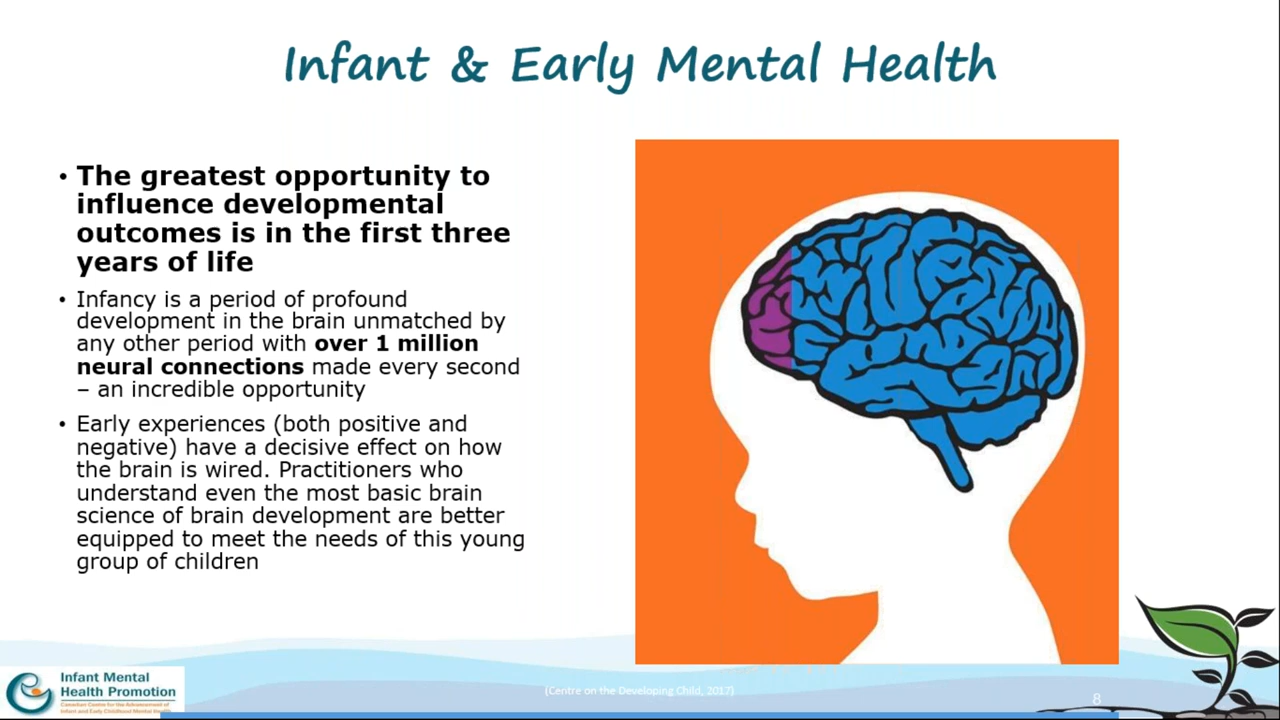 Infant & Early Mental Health
• The greatest opportunity to
influence developmental
outcomes is in the first three
years of life
• Infancy is a period of profound
development in the brain unmatched by
any other period with over 1 million
neural connections made every second
– an incredible opportunity
• Early experiences (both positive and
negative) have a decisive effect on how
the brain is wired. Practitioners who
understand even the most basic brain
science of brain development are better
equipped to meet the needs of this young
group of children
Infant Mental
Health Promotion
Canadian Centre for the Advancement of
Infant and Early Childhood Mental Health
(Centre on the Developing Child, 2017)
8